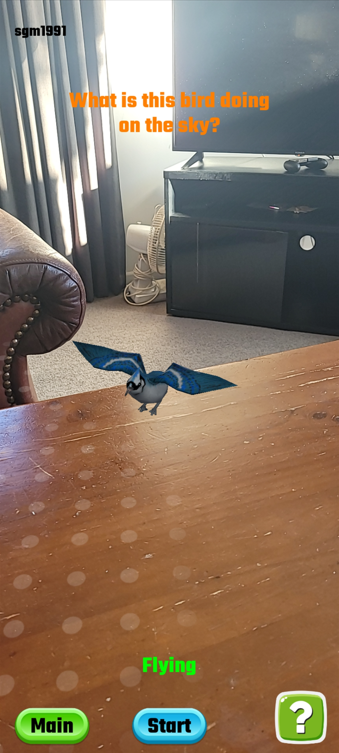 sgm1991
What is this bird doing
on the sky?
Flying
Main
Start
?